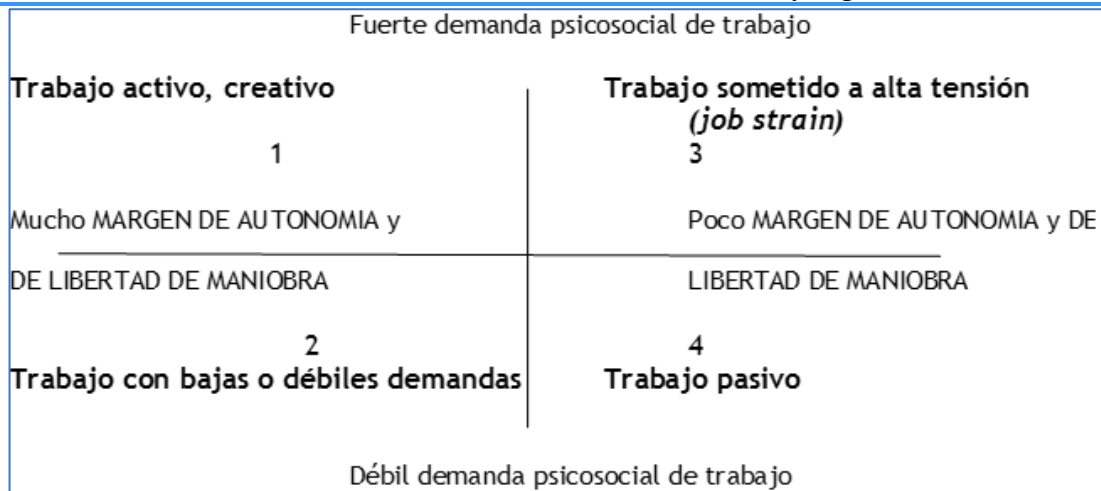 Fuerte demanda psicosocial de trabajo
Trabajo activo, creativo
Trabajo sometido a alta tensión
(job strain)
1
3
Mucho MARGEN DE AUTONOMIA y
Poco MARGEN DE AUTONOMIA y DE
DE LIBERTAD DE MANIOBRA
LIBERTAD DE MANIOBRA
2
4
Trabajo con bajas o débiles demandas
Trabajo pasivo
Débil demanda psicosocial de trabajo